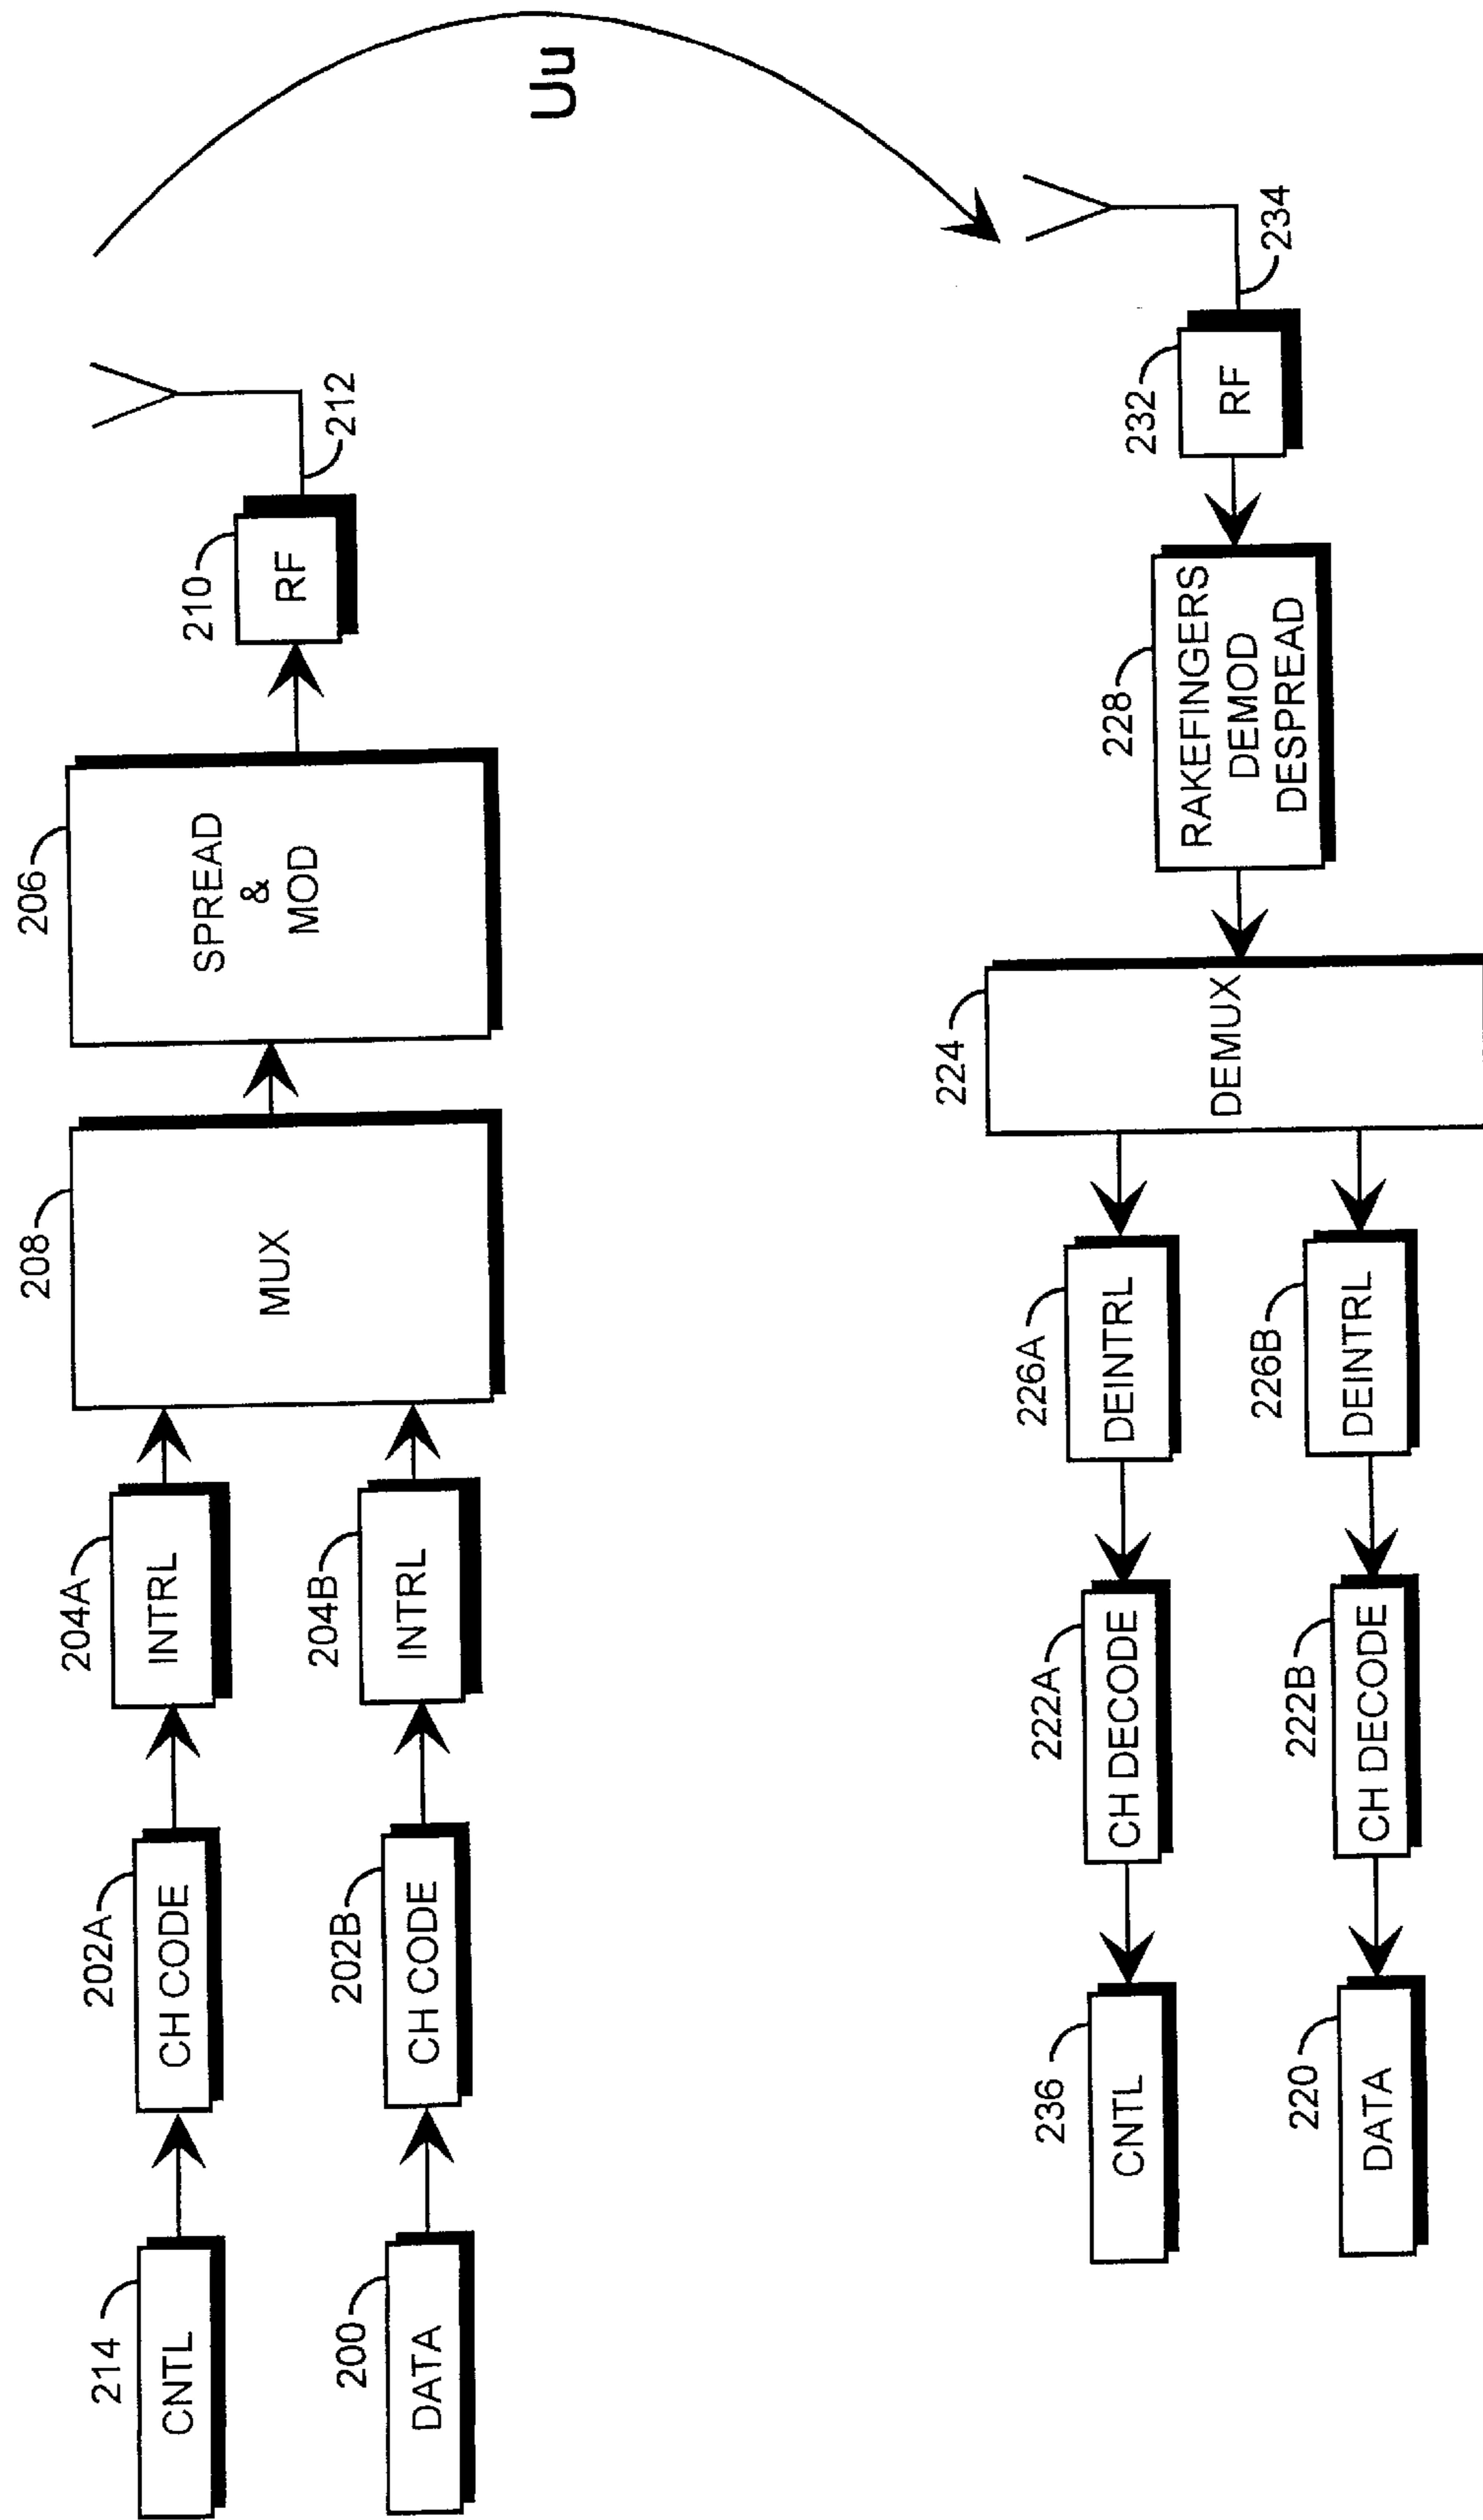 214
CNTL
202A
CH CODE
204A
INTRL
208
MUX
206
SPREAD
&
MOD
210
RF
212
200
DATA
202B
CH CODE
204B
INTRL
Uu
236
CNTL
222A
CH DECODE
226A
DEINTRL
224
DEMUX
228
RAKEFINGERS
DEMOD
DESPREAD
232
RF
234
220
DATA
222B
CH DECODE
226B
DEINTRL